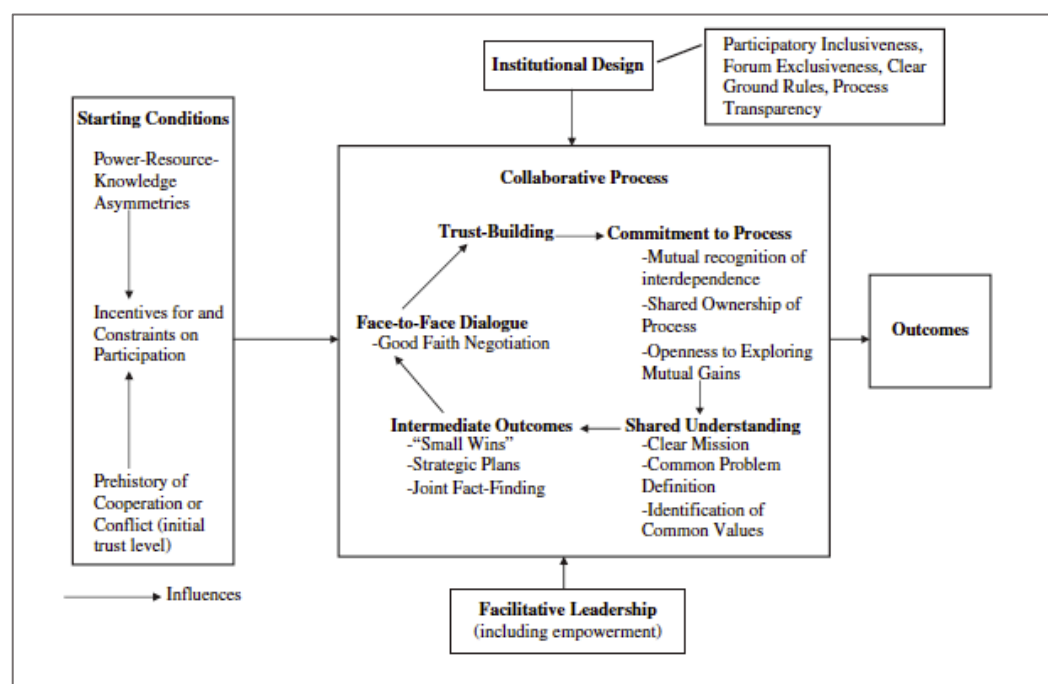 Institutional Design
Participatory Inclusiveness,
Forum Exclusiveness, Clear
Ground Rules, Process
Transparency
Starting Conditions
Power-Resource-
Knowledge
Asymmetries
Incentives for and
Constraints on
Participation
Prehistory of
Cooperation or
Conflict (initial
trust level)
Collaborative Process
Trust-Building
Commitment to Process
-Mutual recognition of
interdependence
-Shared Ownership of
Process
-Openness to Exploring
Mutual Gains
Face-to-Face Dialogue
-Good Faith Negotiation
Intermediate Outcomes
-“Small Wins”
-Strategic Plans
-Joint Fact-Finding
Shared Understanding
-Clear Mission
-Common Problem
Definition
-Identification of
Common Values
Outcomes
Influences
Facilitative Leadership
(including empowerment)